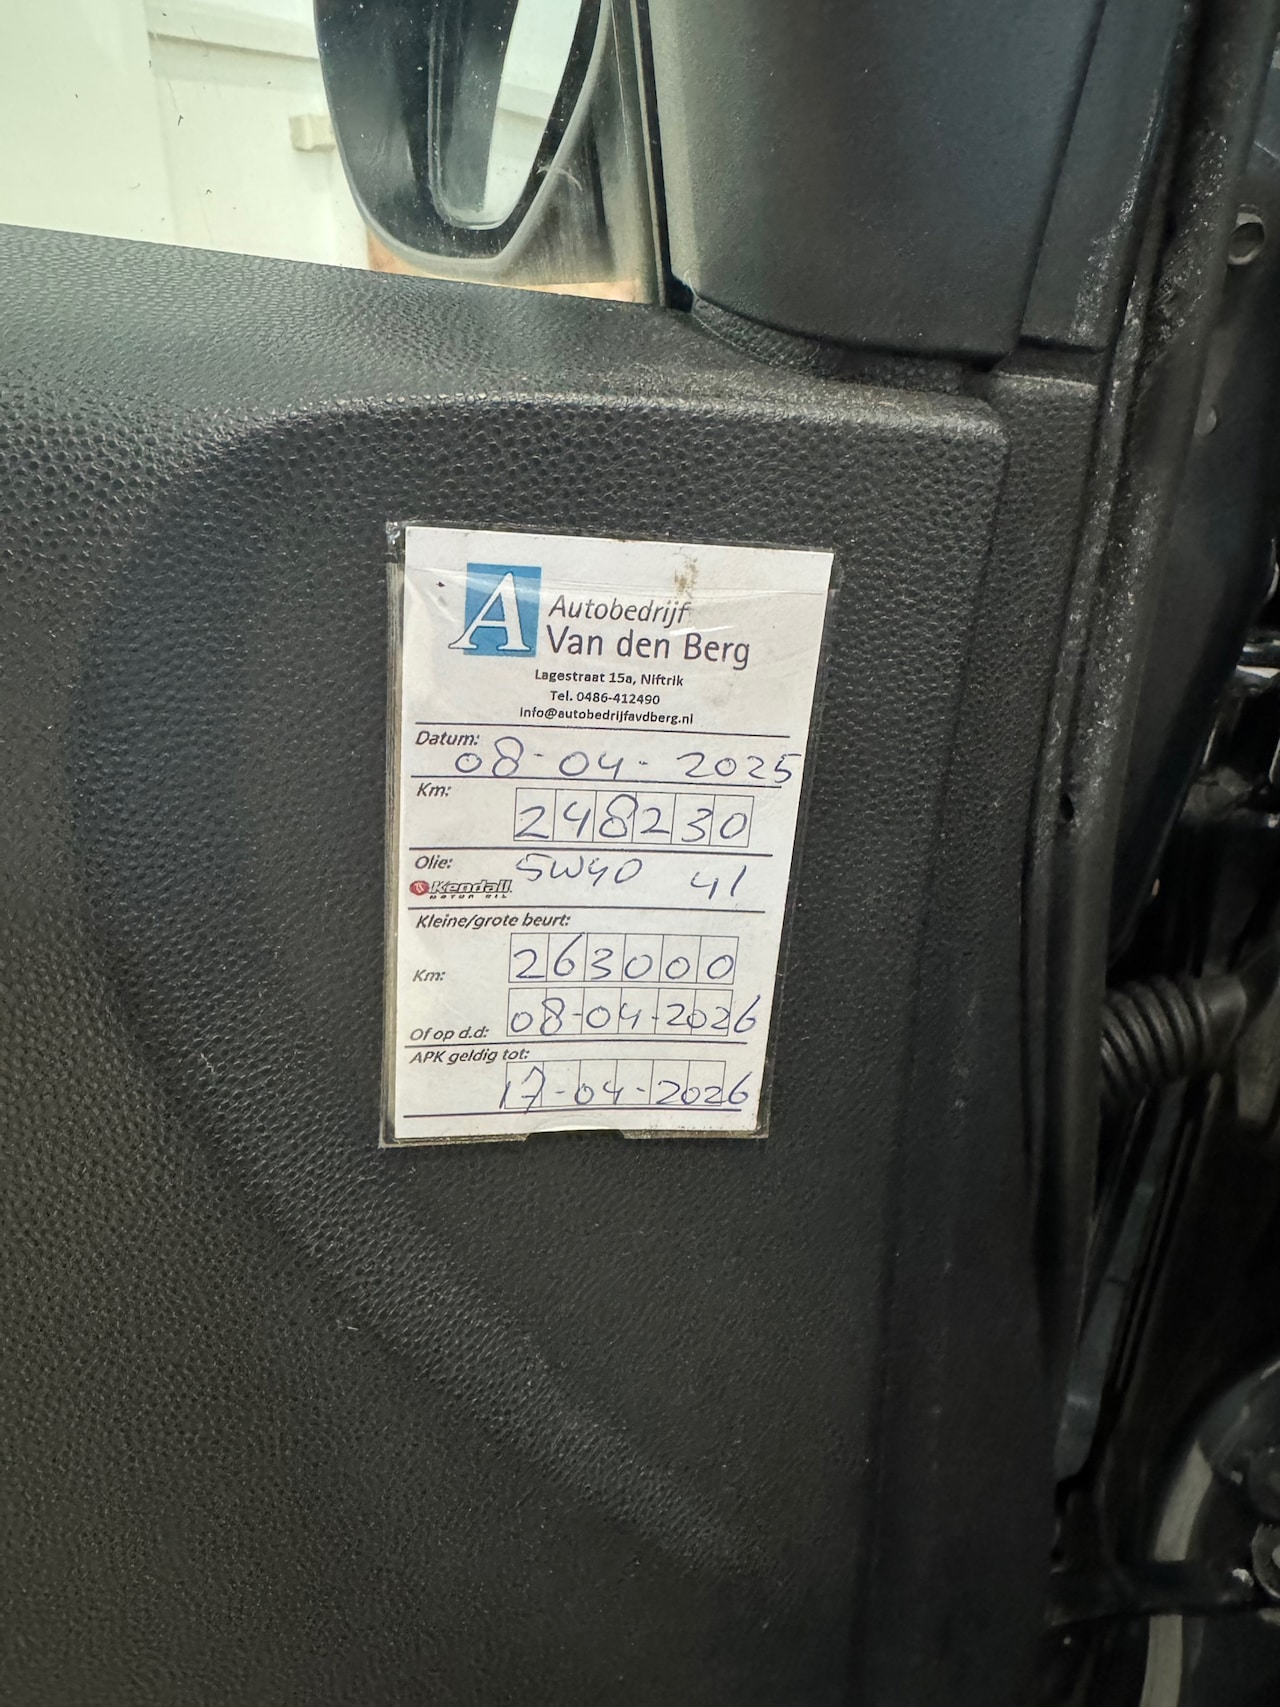 A Autobedrijf
Van den Berg
Lagestraat 15a, Niftrik
Tel. 0486-412490
info@autobedrijfavdberg.nl
Datum: 08-04-2025
Km: 248230
Olie: 5W40 4l
Kendall
MOTOR OIL
Kleine/grote beurt:
Km: 263000
Of op d.d: 08-04-2026
APK geldig tot:
17-04-2026